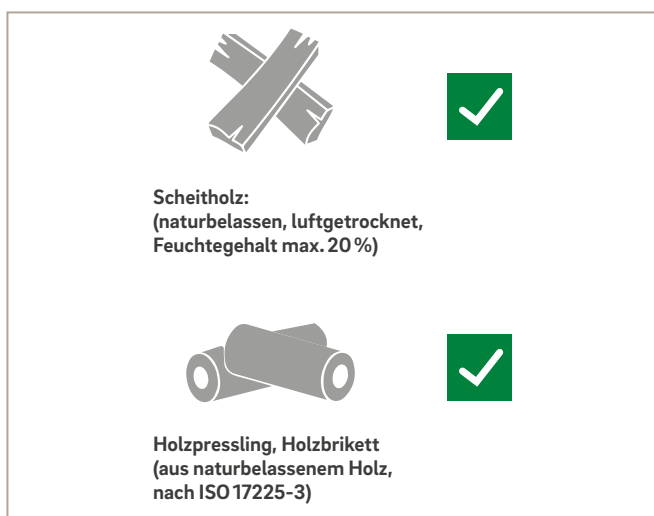 Scheitholz:
(naturbelassen, luftgetrocknet,
Feuchtegehalt max. 20 %)
Holzpressling, Holzbrikett
(aus naturbelassenem Holz,
nach ISO 17225-3)